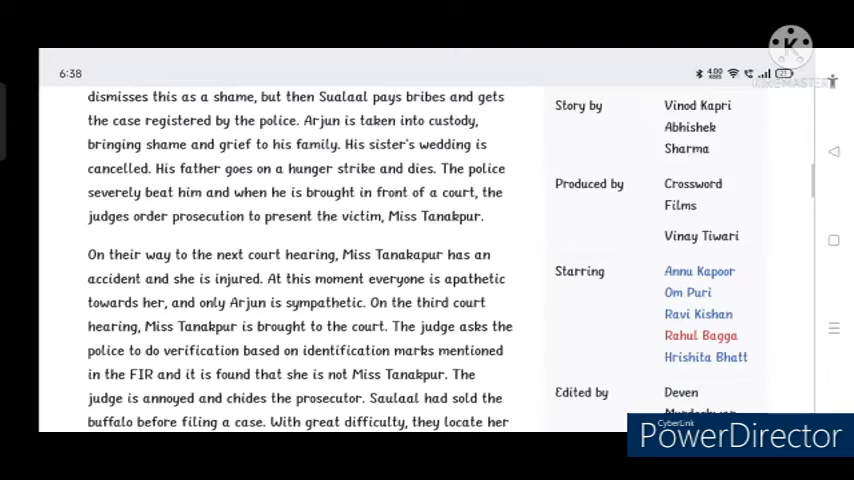 6:38
4.00
KB/S
21
KINEMASTER
dismisses this as a shame, but then Sualaal pays bribes and gets
the case registered by the police. Arjun is taken into custody,
bringing shame and grief to his family. His sister's wedding is
cancelled. His father goes on a hunger strike and dies. The police
severely beat him and when he is brought in front of a court, the
judges order prosecution to present the victim, Miss Tanakpur.
On their way to the next court hearing, Miss Tanakapur has an
accident and she is injured. At this moment everyone is apathetic
towards her, and only Arjun is sympathetic. On the third court
hearing, Miss Tanakpur is brought to the court. The judge asks the
police to do verification based on identification marks mentioned
in the FIR and it is found that she is not Miss Tanakpur. The
judge is annoyed and chides the prosecutor. Saulaal had sold the
buffalo before filing a case. With great difficulty, they locate her
Story by
Vinod Kapri
Abhishek
Sharma
Produced by
Crossword
Films
Vinay Tiwari
Starring
Annu Kapoor
Om Puri
Ravi Kishan
Rahul Bagga
Hrishita Bhatt
Edited by
Deven
CyberLink
PowerDirector